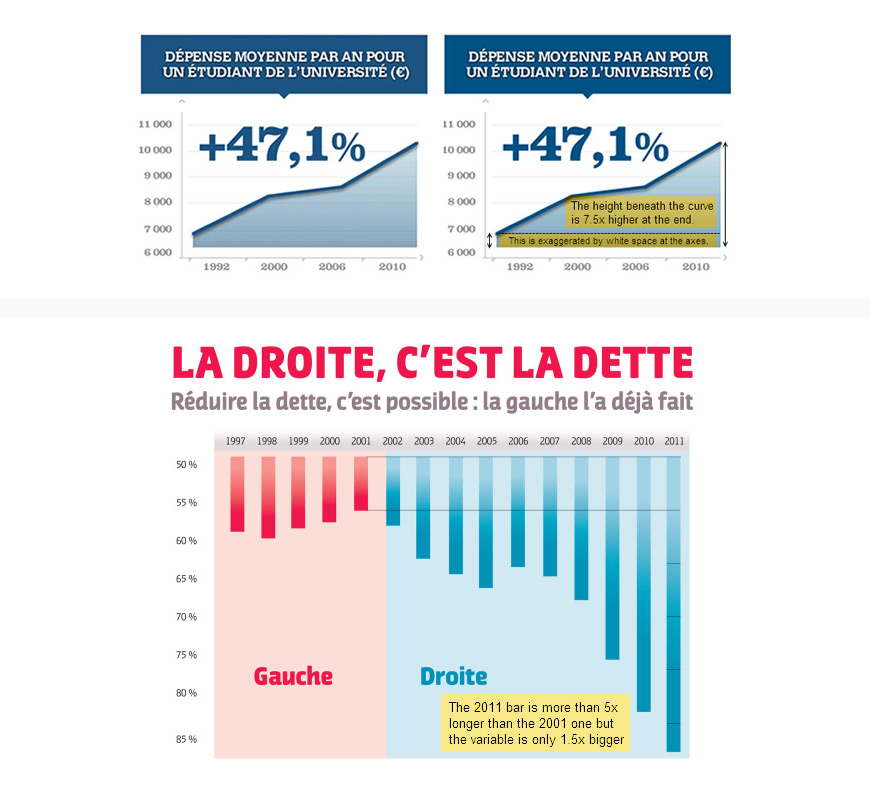 DÉPENSE MOYENNE PAR AN POUR
UN ÉTUDIANT DE L'UNIVERSITÉ (€)
11 000
10 000
9 000
8 000
7 000
6 000
+47,1%
1992
2000
2006
2010
DÉPENSE MOYENNE PAR AN POUR
UN ÉTUDIANT DE L'UNIVERSITÉ (€)
11 000
10 000
9 000
8 000
7 000
6 000
+47,1%
The height beneath the curve
is 7.5x higher at the end.
This is exaggerated by white space at the axes.
1992
2000
2006
2010
LA DROITE, C'EST LA DETTE
Réduire la dette, c'est possible : la gauche l'a déjà fait
1997 1998 1999 2000 2001 2002 2003 2004 2005 2006 2007 2008 2009 2010 2011
50 %
55 %
60 %
65 %
70 %
75 %
80 %
85 %
Gauche
Droite
The 2011 bar is more than 5x
longer than the 2001 one but
the variable is only 1.5x bigger